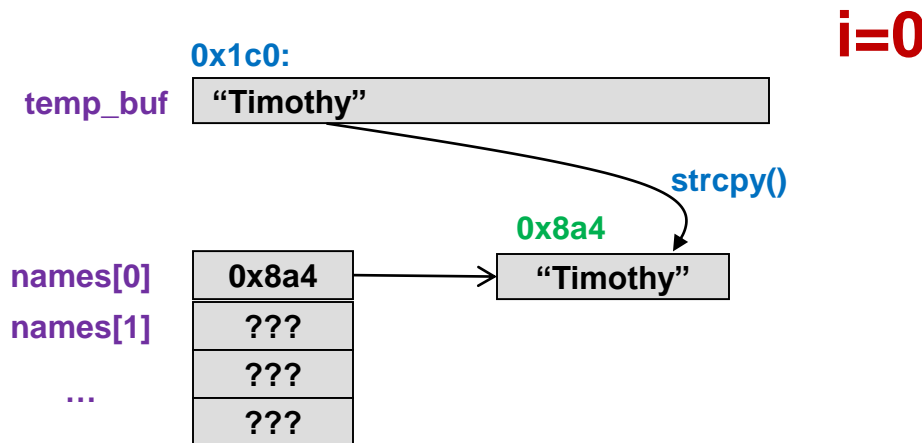 i=0
0x1c0:
temp_buf “Timothy”
strcpy()
0x8a4
names[0] 0x8a4 “Timothy”
names[1] ???
… ???
???